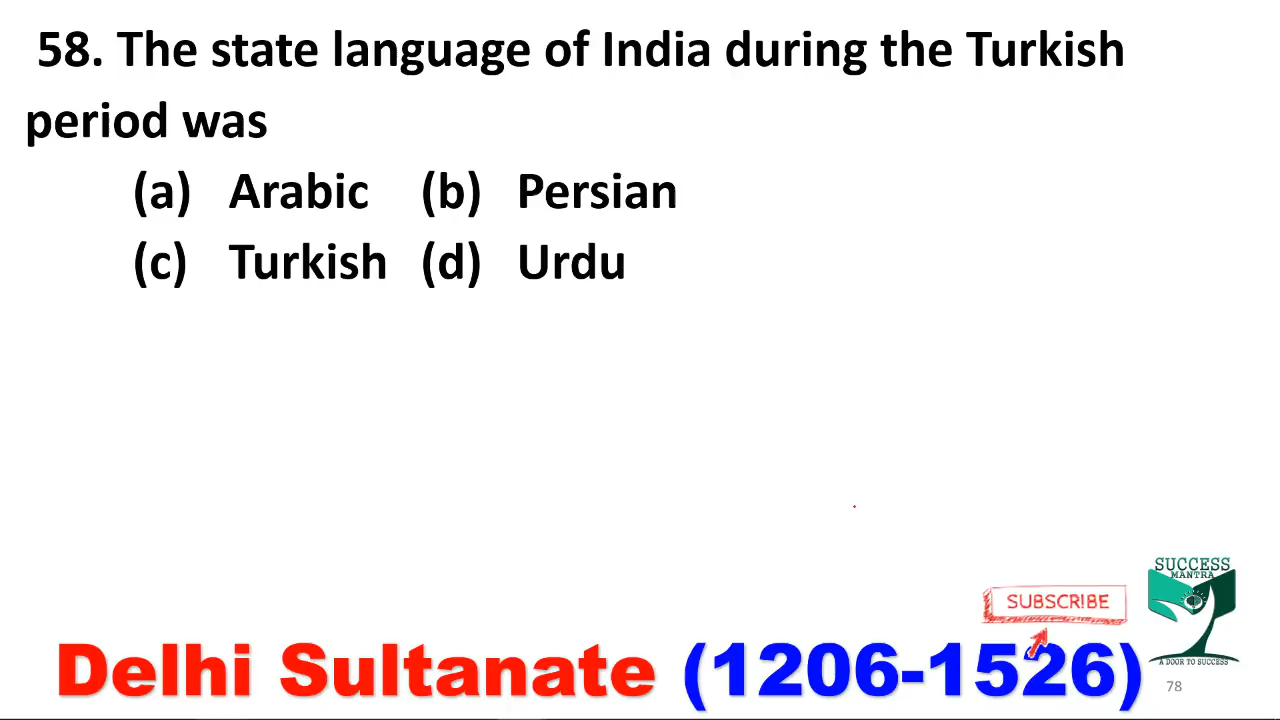 58. The state language of India during the Turkish
period was
(a) Arabic (b) Persian
(c) Turkish (d) Urdu
SUCCESS
MANTRA
SUBSCRIBE
A DOOR TO SUCCESS
Delhi Sultanate (1206-1526)
78